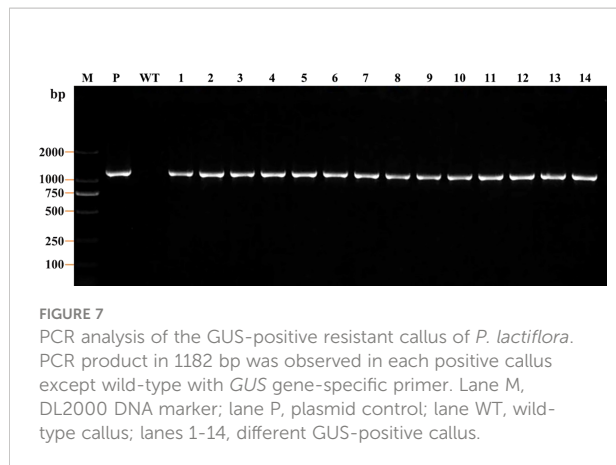 M P WT 1 2 3 4 5 6 7 8 9 10 11 12 13 14
bp
2000
1000
750
500
250
100
FIGURE 7
PCR analysis of the GUS-positive resistant callus of P. lactiflora.
PCR product in 1182 bp was observed in each positive callus
except wild-type with GUS gene-specific primer. Lane M,
DL2000 DNA marker; lane P, plasmid control; lane WT, wild-
type callus; lanes 1-14, different GUS-positive callus.